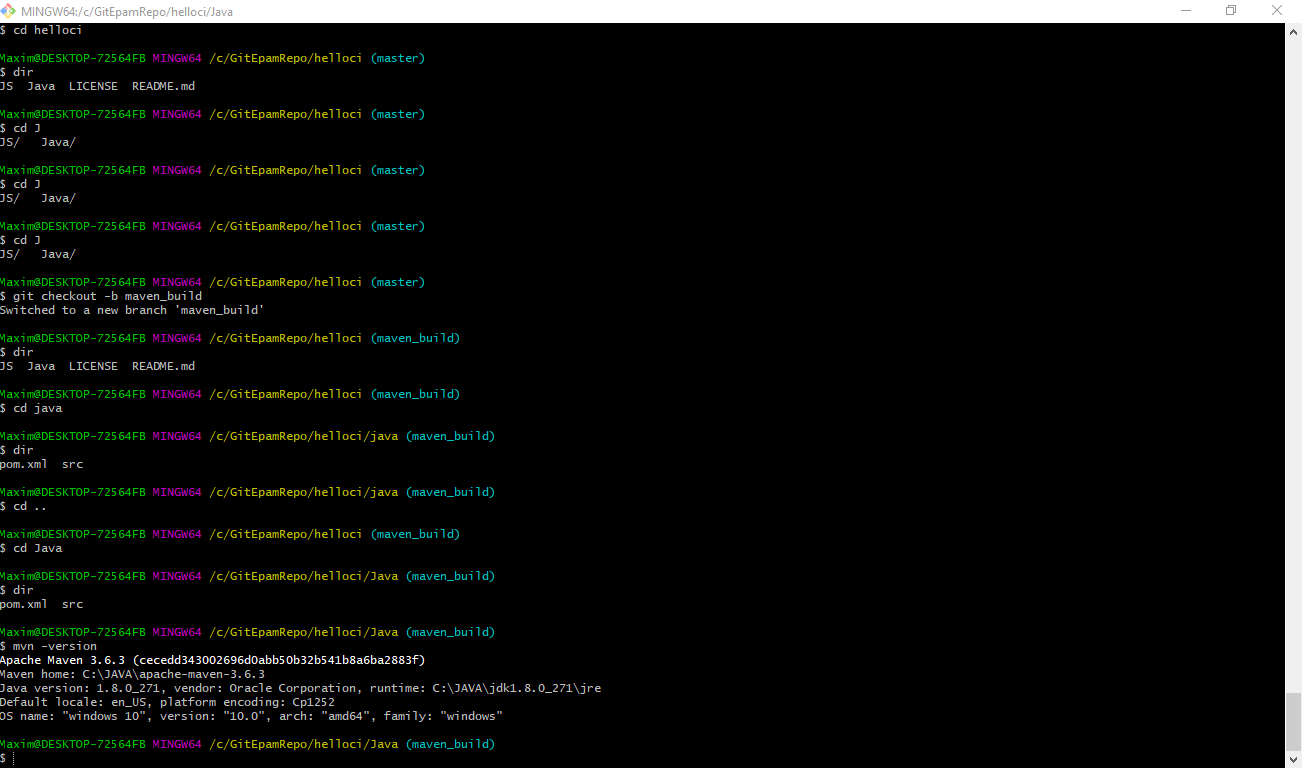 MINGW64:/c/GitEpamRepo/helloci/Java
$ cd helloci
Maxim@DESKTOP-72564FB MINGW64 /c/GitEpamRepo/helloci (master)
$ dir
JS  Java  LICENSE  README.md
Maxim@DESKTOP-72564FB MINGW64 /c/GitEpamRepo/helloci (master)
$ cd J
JS/   Java/
Maxim@DESKTOP-72564FB MINGW64 /c/GitEpamRepo/helloci (master)
$ cd J
JS/   Java/
Maxim@DESKTOP-72564FB MINGW64 /c/GitEpamRepo/helloci (master)
$ cd J
JS/   Java/
Maxim@DESKTOP-72564FB MINGW64 /c/GitEpamRepo/helloci (master)
$ git checkout -b maven_build
Switched to a new branch 'maven_build'
Maxim@DESKTOP-72564FB MINGW64 /c/GitEpamRepo/helloci (maven_build)
$ dir
JS  Java  LICENSE  README.md
Maxim@DESKTOP-72564FB MINGW64 /c/GitEpamRepo/helloci (maven_build)
$ cd java
Maxim@DESKTOP-72564FB MINGW64 /c/GitEpamRepo/helloci/java (maven_build)
$ dir
pom.xml  src
Maxim@DESKTOP-72564FB MINGW64 /c/GitEpamRepo/helloci/java (maven_build)
$ cd ..
Maxim@DESKTOP-72564FB MINGW64 /c/GitEpamRepo/helloci (maven_build)
$ cd Java
Maxim@DESKTOP-72564FB MINGW64 /c/GitEpamRepo/helloci/Java (maven_build)
$ dir
pom.xml  src
Maxim@DESKTOP-72564FB MINGW64 /c/GitEpamRepo/helloci/Java (maven_build)
$ mvn -version
Apache Maven 3.6.3 (cecedd343002696d0abb50b32b541b8a6ba2883f)
Maven home: C:\JAVA\apache-maven-3.6.3
Java version: 1.8.0_271, vendor: Oracle Corporation, runtime: C:\JAVA\jdk1.8.0_271\jre
Default locale: en_US, platform encoding: Cp1252
OS name: "windows 10", version: "10.0", arch: "amd64", family: "windows"
Maxim@DESKTOP-72564FB MINGW64 /c/GitEpamRepo/helloci/Java (maven_build)
$